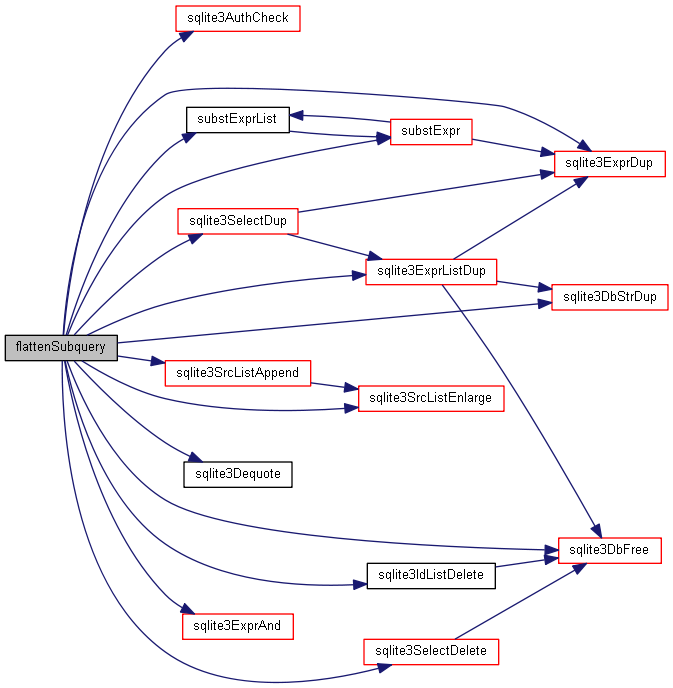 sqlite3AuthCheck
substExprList
substExpr
sqlite3ExprDup
sqlite3SelectDup
sqlite3ExprListDup
sqlite3DbStrDup
flattenSubquery
sqlite3SrcListAppend
sqlite3SrcListEnlarge
sqlite3Dequote
sqlite3DbFree
sqlite3IdListDelete
sqlite3ExprAnd
sqlite3SelectDelete